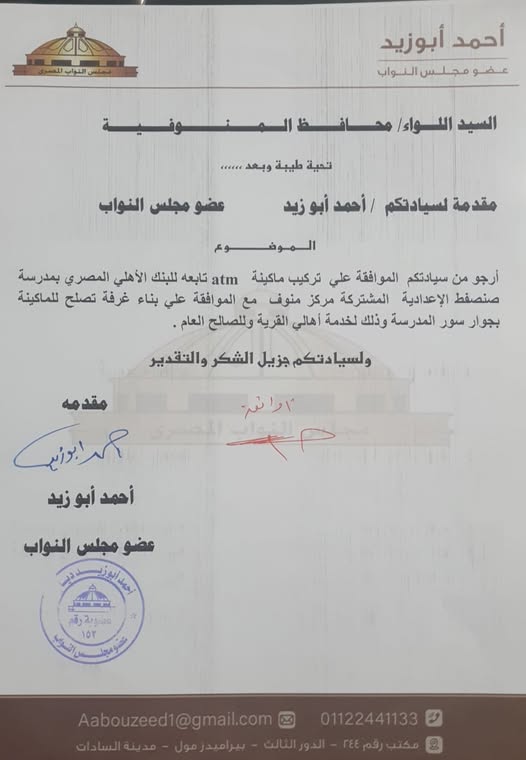 أحمد أبوزيد
عضو مجلس النواب
مجلس النواب المصري
السيد اللواء/ محافظ المنوفية
تحية طيبة وبعد ......
مقدمة لسيادتكم / أحمد أبو زيد عضو مجلس النواب
الموضوع
أرجو من سيادتكم الموافقة علي تركيب ماكينة atm تابعه للبنك الأهلي المصري بمدرسة
صنصفط الإعدادية المشتركة مركز منوف مع الموافقة علي بناء غرفة تصلح للماكينة
بجوار سور المدرسة وذلك لخدمة أهالي القرية وللصالح العام .
ولسيادتكم جزيل الشكر والتقدير
مجلس النواب المصري
مقدمه
احمد ابوزيد
أحمد أبو زيد
عضو مجلس النواب
أحمد ابوزيد
عضوية رقم
١٥٢
عضو مجلس النواب
Aabouzeed1@gmail.com 01122441133
مكتب رقم ٢٤٤ - الدور الثالث - بيراميدز مول - مدينة السادات